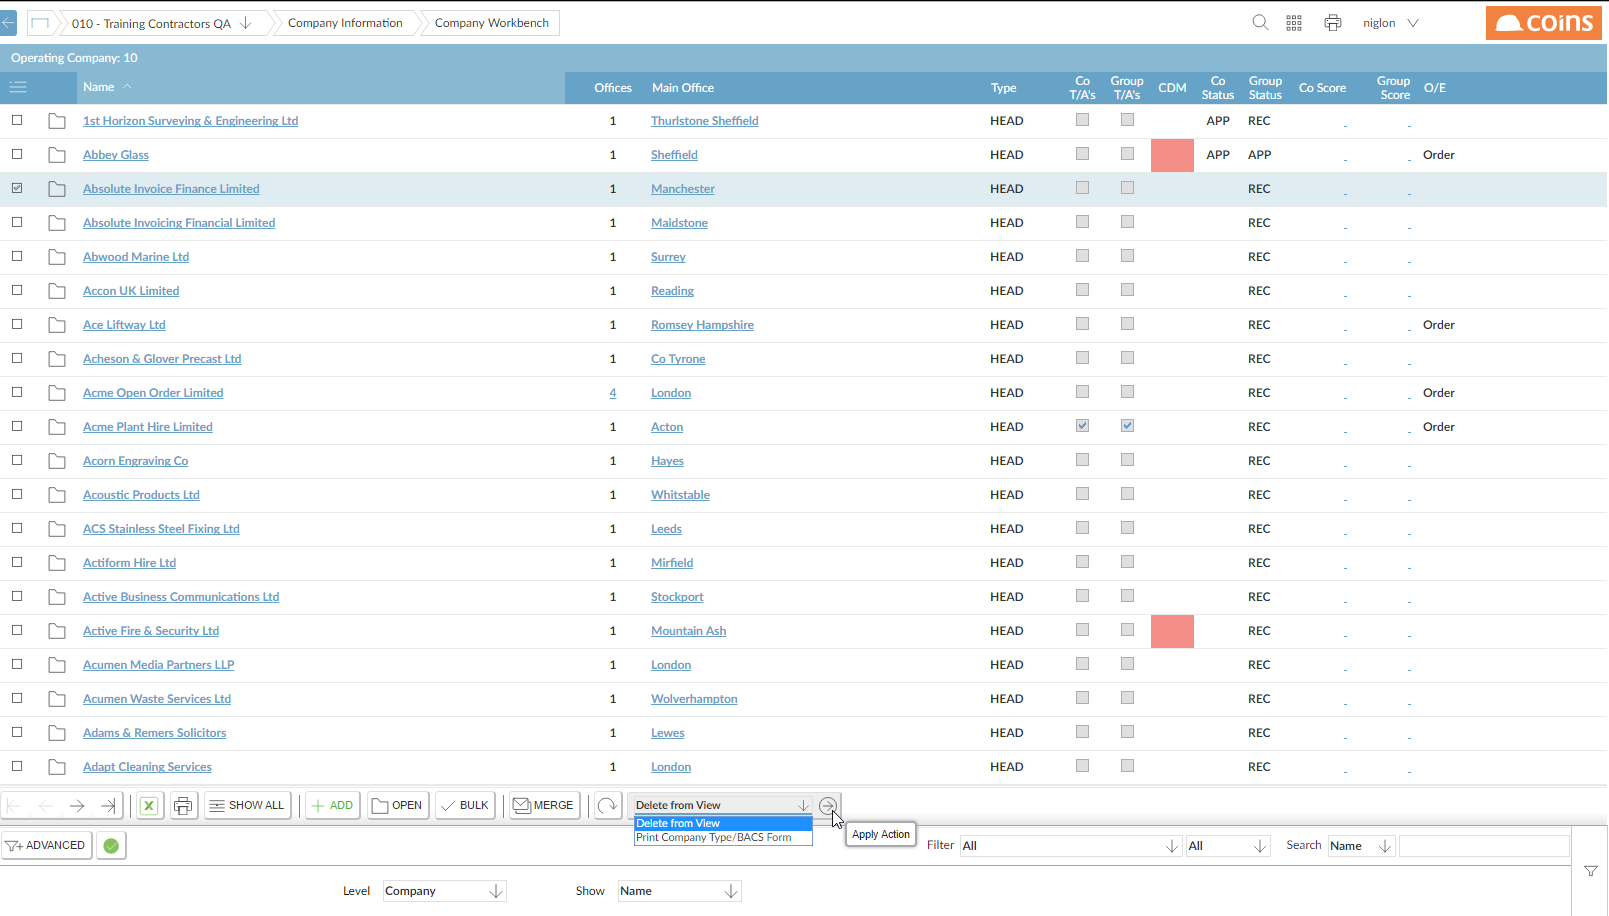 010 - Training Contractors QA Company Information Company Workbench niglon coins
Operating Company: 10
Name Offices Main Office Type Co T/A's Group T/A's CDM Co Status Group Status Co Score Group Score O/E
1st Horizon Surveying & Engineering Ltd 1 Thurlstone Sheffield HEAD APP REC - -
Abbey Glass 1 Sheffield HEAD APP APP - - Order
Absolute Invoice Finance Limited 1 Manchester HEAD REC - -
Absolute Invoicing Financial Limited 1 Maidstone HEAD REC - -
Abwood Marine Ltd 1 Surrey HEAD REC - -
Accon UK Limited 1 Reading HEAD REC - -
Ace Liftway Ltd 1 Romsey Hampshire HEAD REC - - Order
Acheson & Glover Precast Ltd 1 Co Tyrone HEAD REC - -
Acme Open Order Limited 4 London HEAD REC - - Order
Acme Plant Hire Limited 1 Acton HEAD REC - - Order
Acorn Engraving Co 1 Hayes HEAD REC - -
Acoustic Products Ltd 1 Whitstable HEAD REC - -
ACS Stainless Steel Fixing Ltd 1 Leeds HEAD REC - -
Actiform Hire Ltd 1 Mirfield HEAD REC - -
Active Business Communications Ltd 1 Stockport HEAD REC - -
Active Fire & Security Ltd 1 Mountain Ash HEAD REC - -
Acumen Media Partners LLP 1 London HEAD REC - -
Acumen Waste Services Ltd 1 Wolverhampton HEAD REC - -
Adams & Remers Solicitors 1 Lewes HEAD REC - -
Adapt Cleaning Services 1 London HEAD REC - -
SHOW ALL ADD OPEN BULK MERGE Delete from View
Delete from View
Print Company Type/BACS Form
Apply Action
ADVANCED Filter All All Search Name
Level Company Show Name